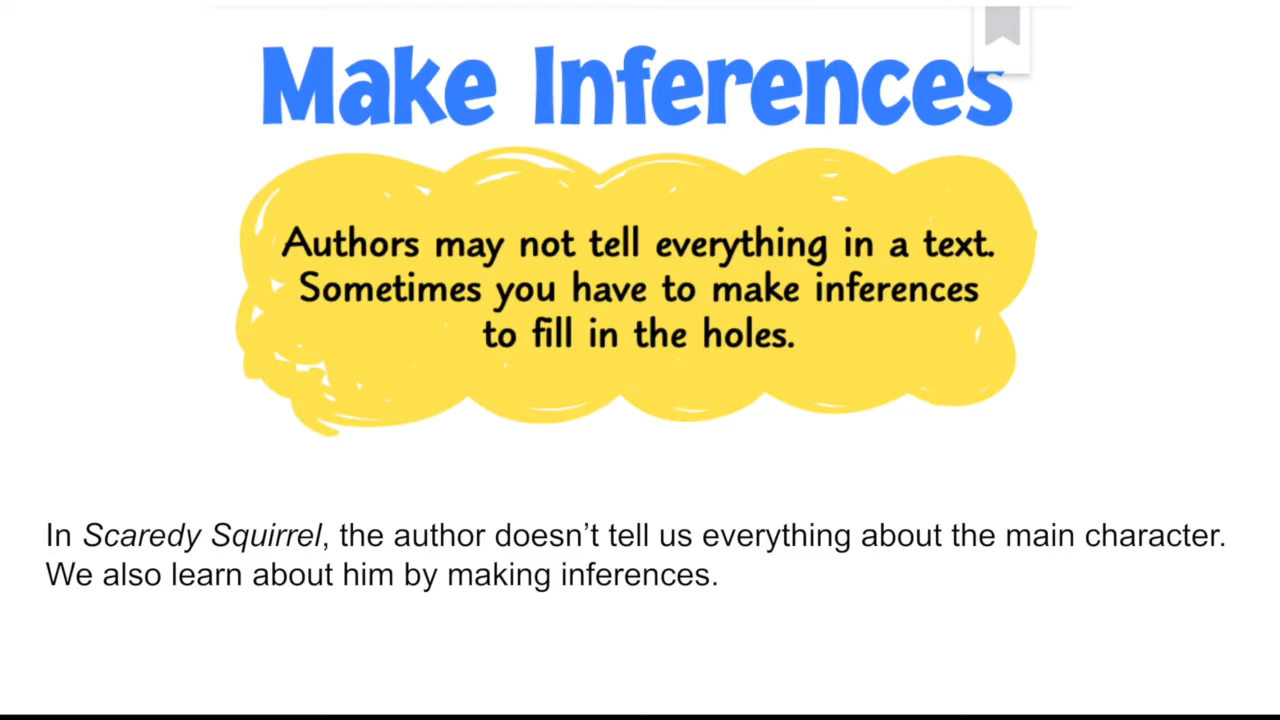 Make Inferences
Authors may not tell everything in a text.
Sometimes you have to make inferences
to fill in the holes.
In Scaredy Squirrel, the author doesn’t tell us everything about the main character.
We also learn about him by making inferences.